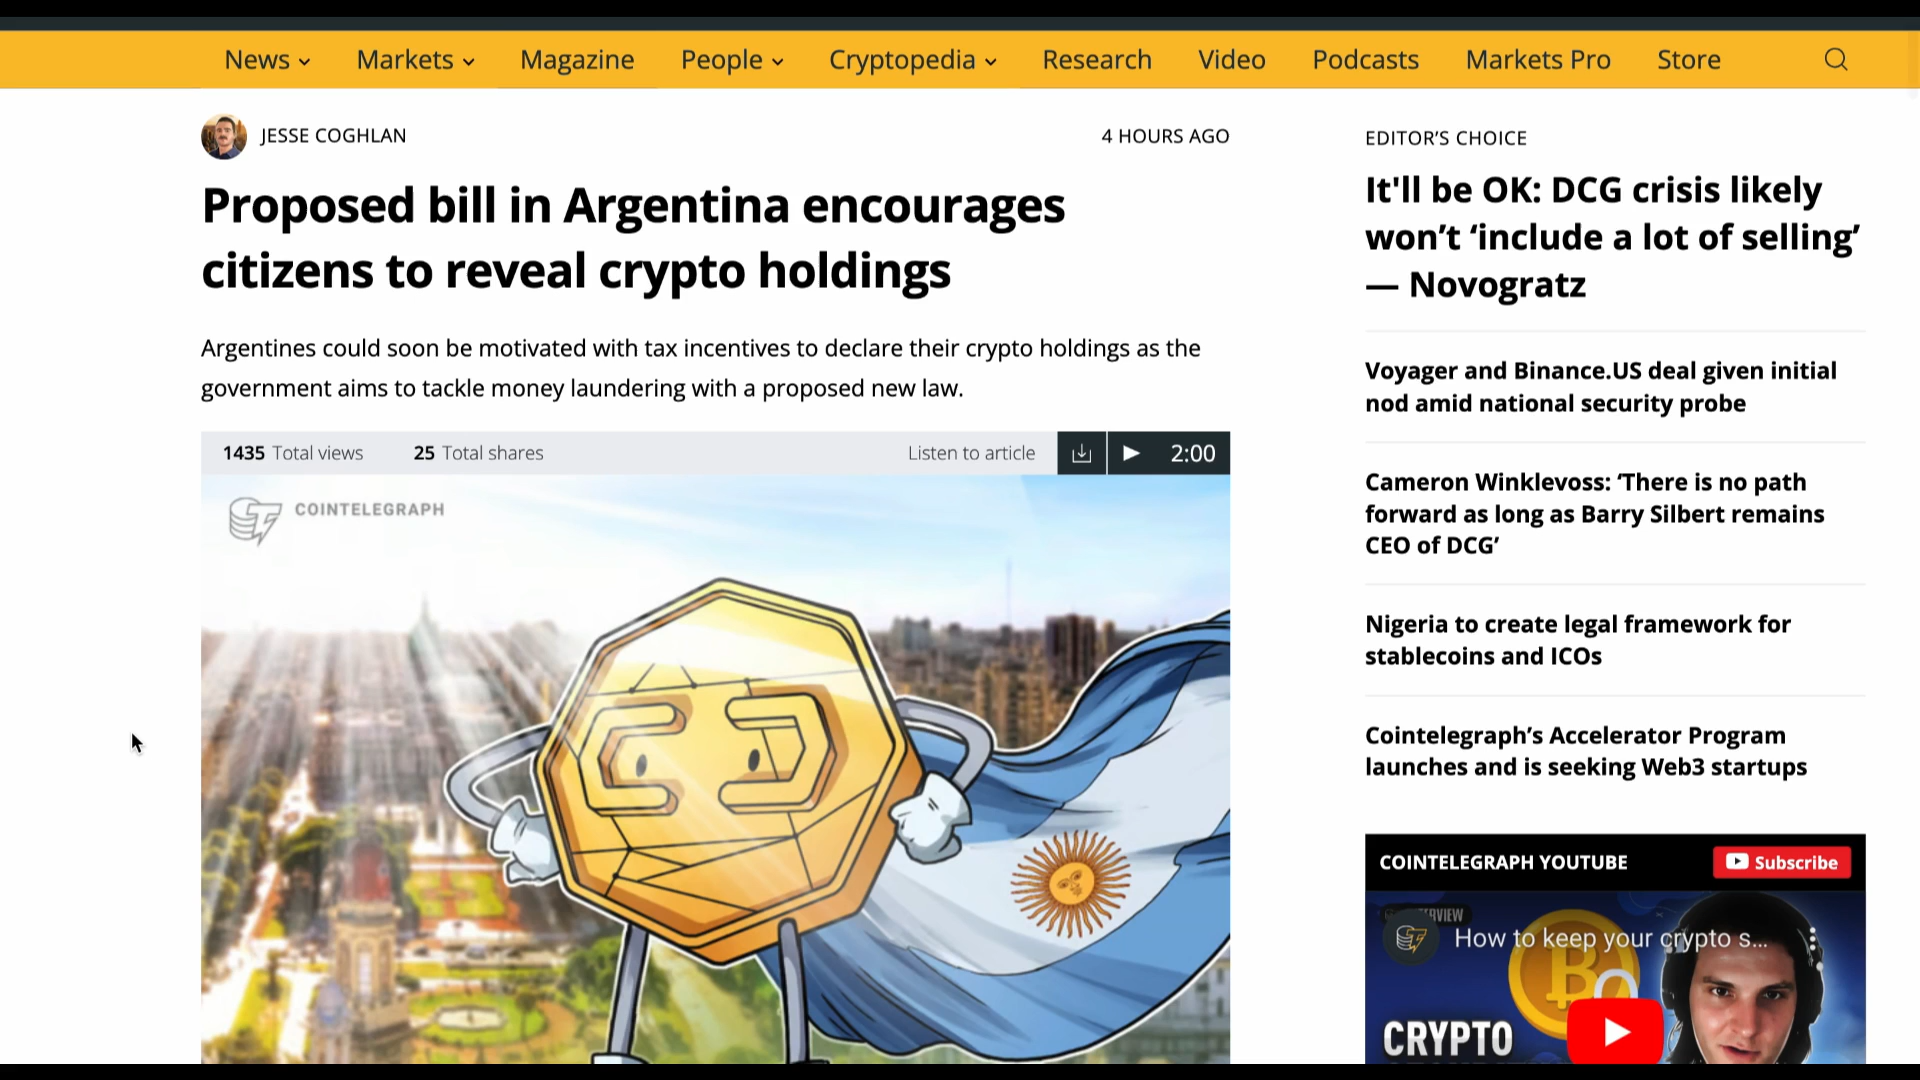 News Markets Magazine People Cryptopedia Research Video Podcasts Markets Pro Store
JESSE COGHLAN
4 HOURS AGO
Proposed bill in Argentina encourages
citizens to reveal crypto holdings
Argentines could soon be motivated with tax incentives to declare their crypto holdings as the
government aims to tackle money laundering with a proposed new law.
1435 Total views 25 Total shares Listen to article 2:00
COINTELEGRAPH
EDITOR’S CHOICE
It'll be OK: DCG crisis likely
won’t ‘include a lot of selling’
— Novogratz
Voyager and Binance.US deal given initial
nod amid national security probe
Cameron Winklevoss: ‘There is no path
forward as long as Barry Silbert remains
CEO of DCG’
Nigeria to create legal framework for
stablecoins and ICOs
Cointelegraph’s Accelerator Program
launches and is seeking Web3 startups
COINTELEGRAPH YOUTUBE Subscribe
How to keep your crypto s...
CRYPTO